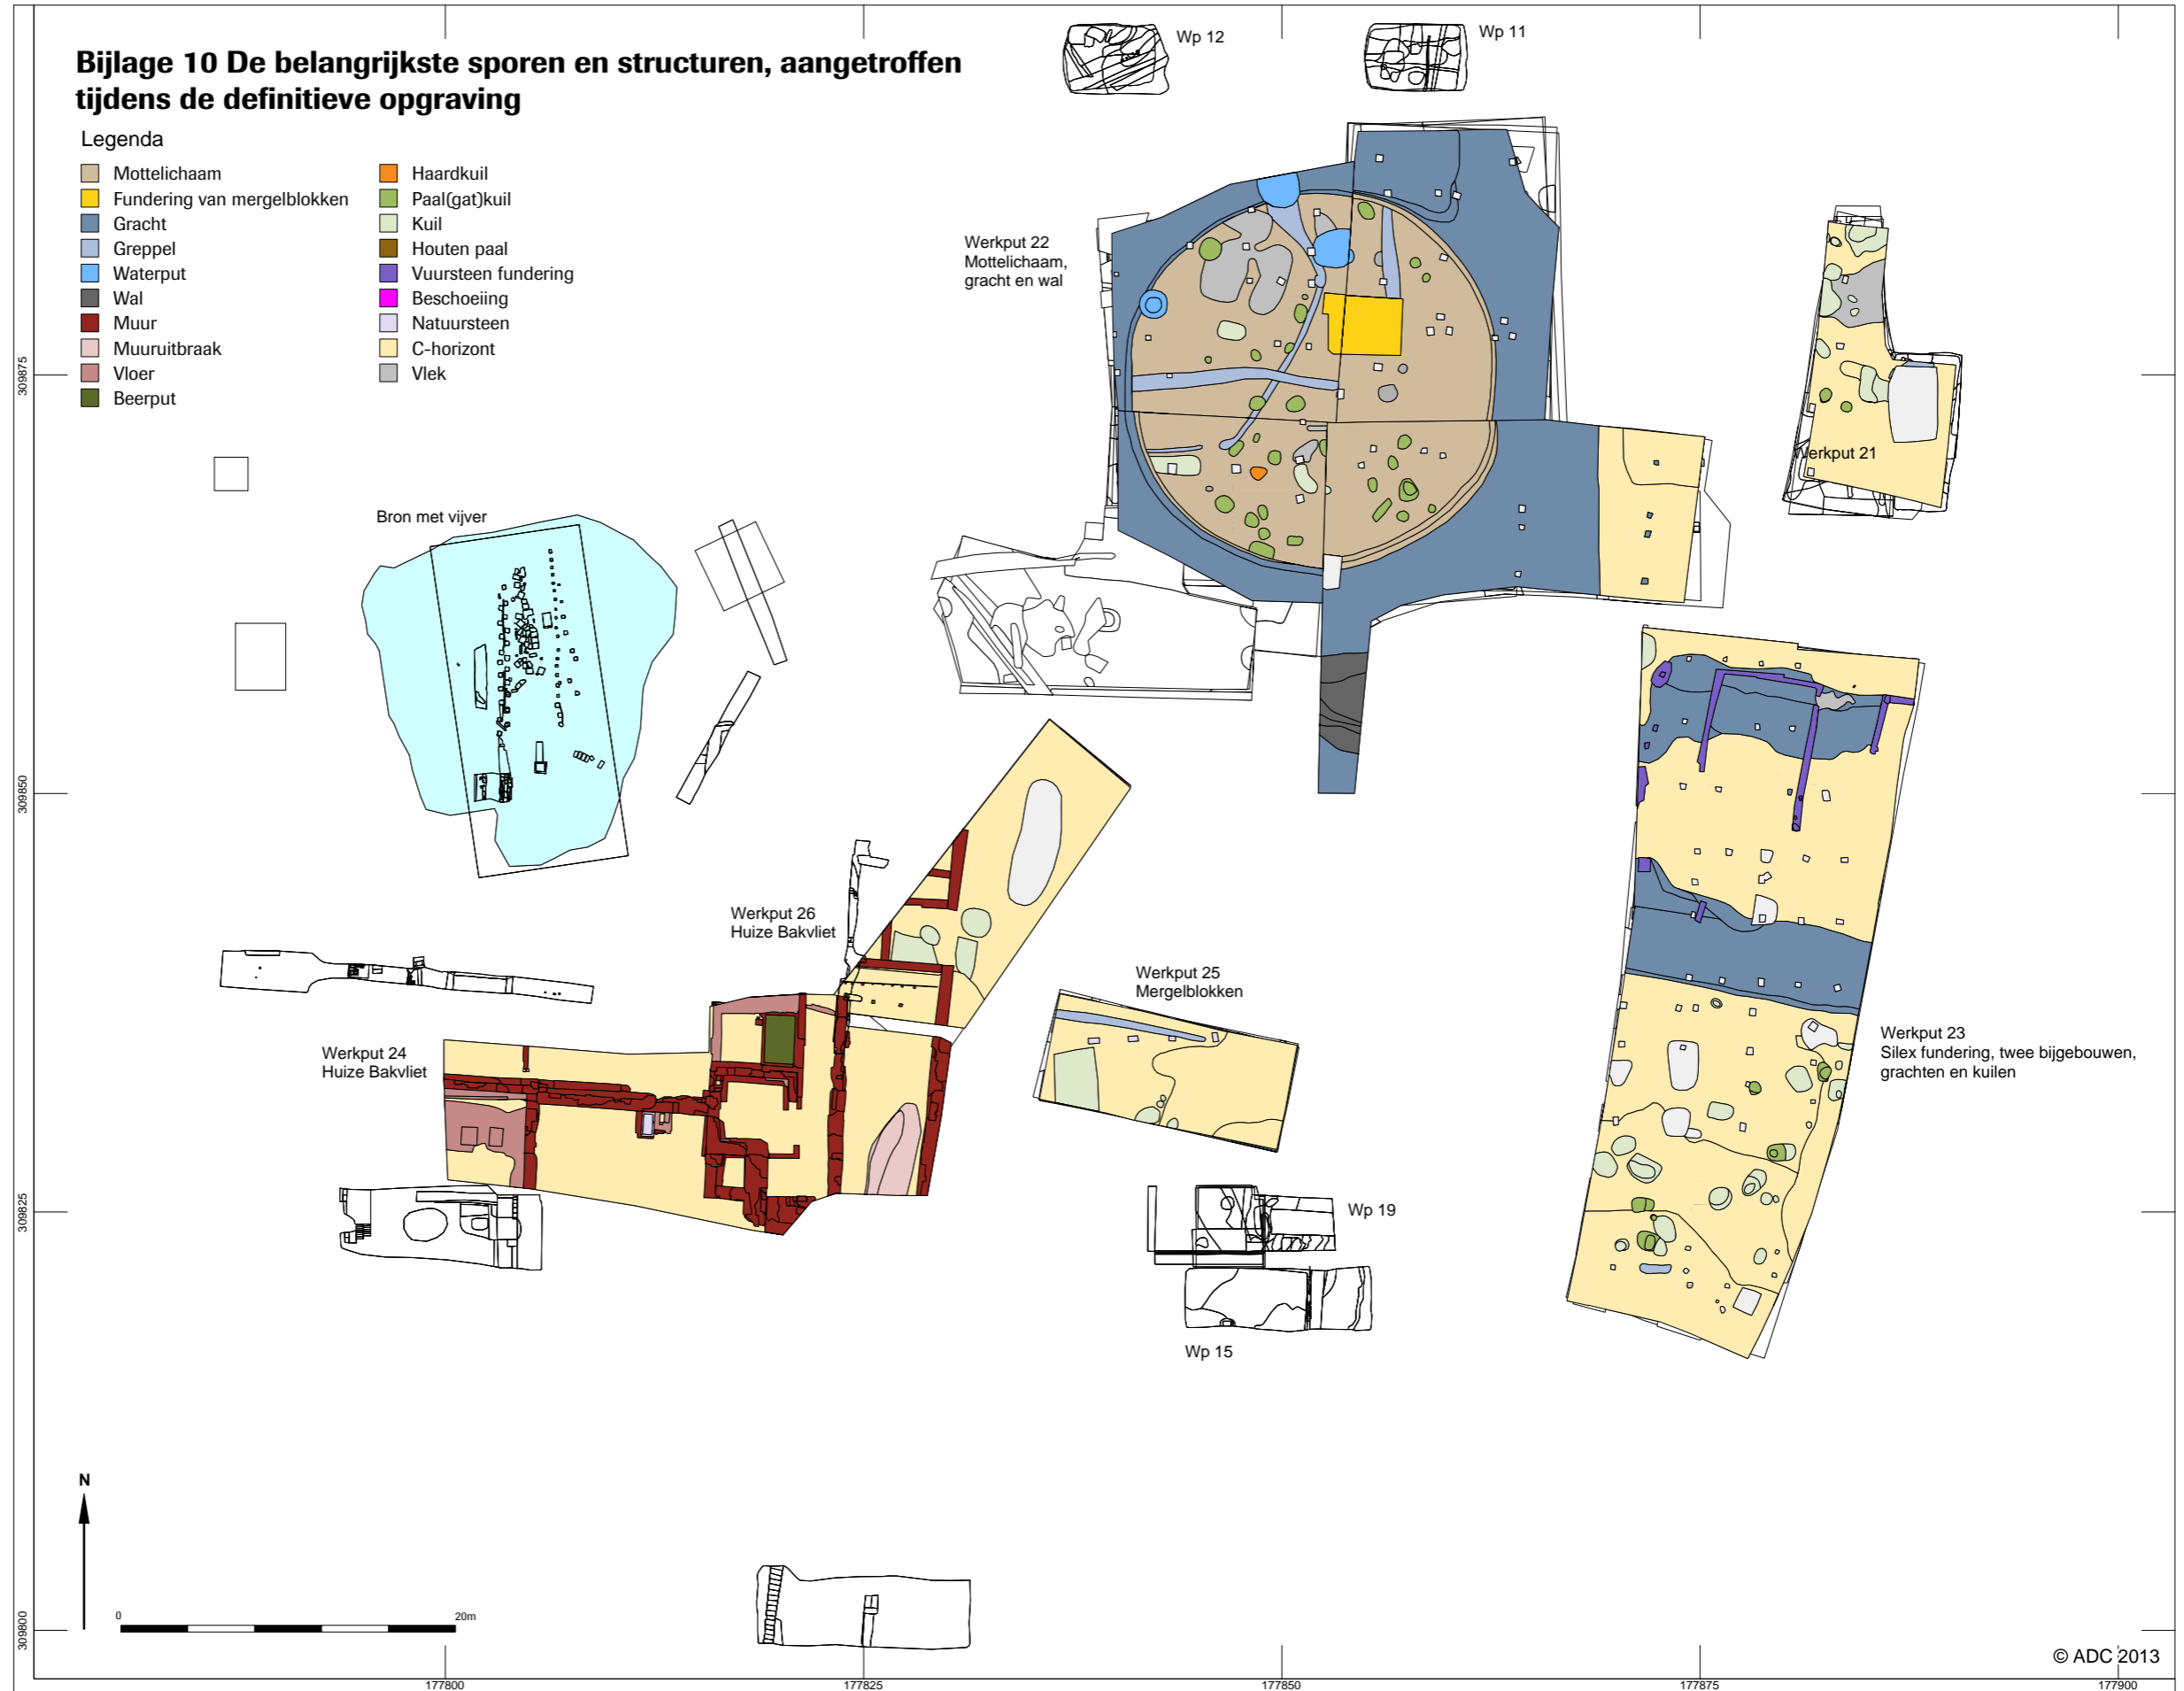 Bijlage 10 De belangrijkste sporen en structuren, aangetroffen
tijdens de definitieve opgraving
Legenda
Mottelichaam
Fundering van mergelblokken
Gracht
Greppel
Waterput
Wal
Muur
Muuruitbraak
Vloer
Beerput
Haardkuil
Paal(gat)kuil
Kuil
Houten paal
Vuursteen fundering
Beschoeiing
Natuursteen
C-horizont
Vlek
Wp 12
Wp 11
Werkput 22
Mottelichaam,
gracht en wal
Werkput 21
309875
Bron met vijver
309850
Werkput 26
Huize Bakvliet
Werkput 25
Mergelblokken
Werkput 24
Huize Bakvliet
Werkput 23
Silex fundering, twee bijgebouwen,
grachten en kuilen
309825
Wp 19
Wp 15
N
0
20m
309800
© ADC 2013
177800
177825
177850
177875
177900